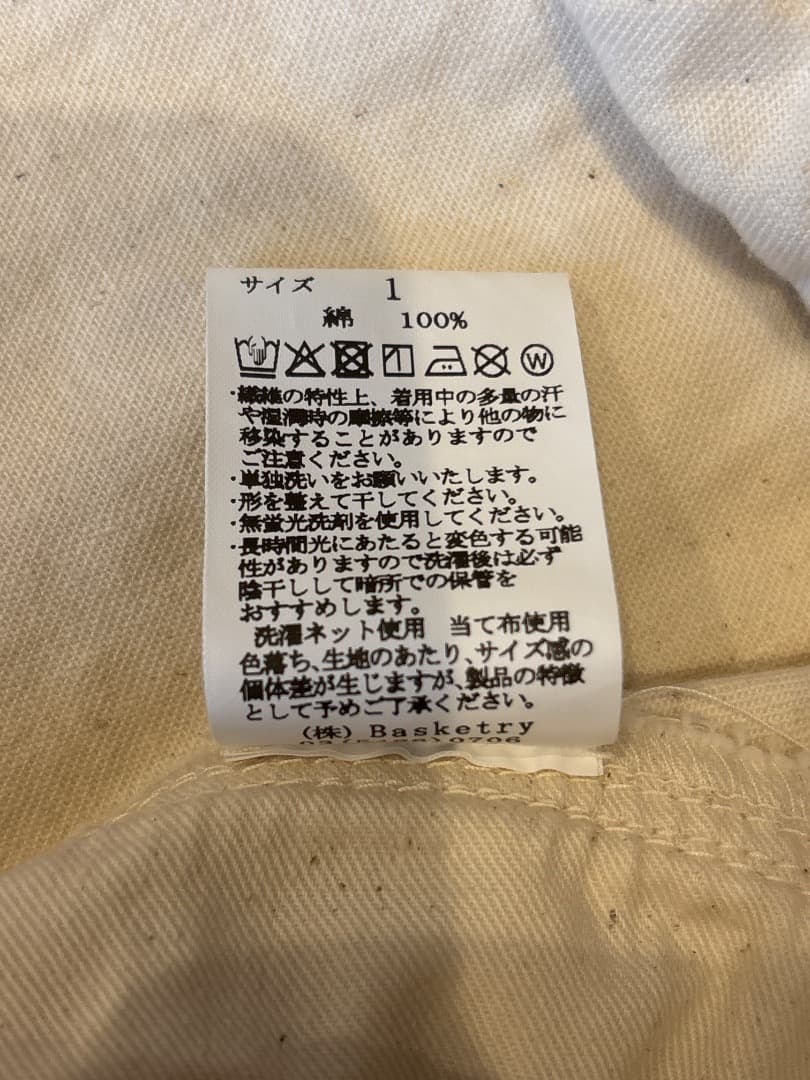 サイズ 1
綿 100%
W
・繊維の特性上、着用中の多量の汗
や湿潤時の摩擦等により他の物に
移染することがありますので
ご注意ください。
・単独洗いをお願いいたします。
・形を整えて干してください。
・無蛍光洗剤を使用してください。
・長時間光にあたると変色する可能
性がありますので洗濯後は必ず
陰干しして暗所での保管を
おすすめします。
洗濯ネット使用 当て布使用
色落ち、生地のあたり、サイズ感の
個体差が生じますが、製品の特徴
として予めご了承ください。
(株) Basketry